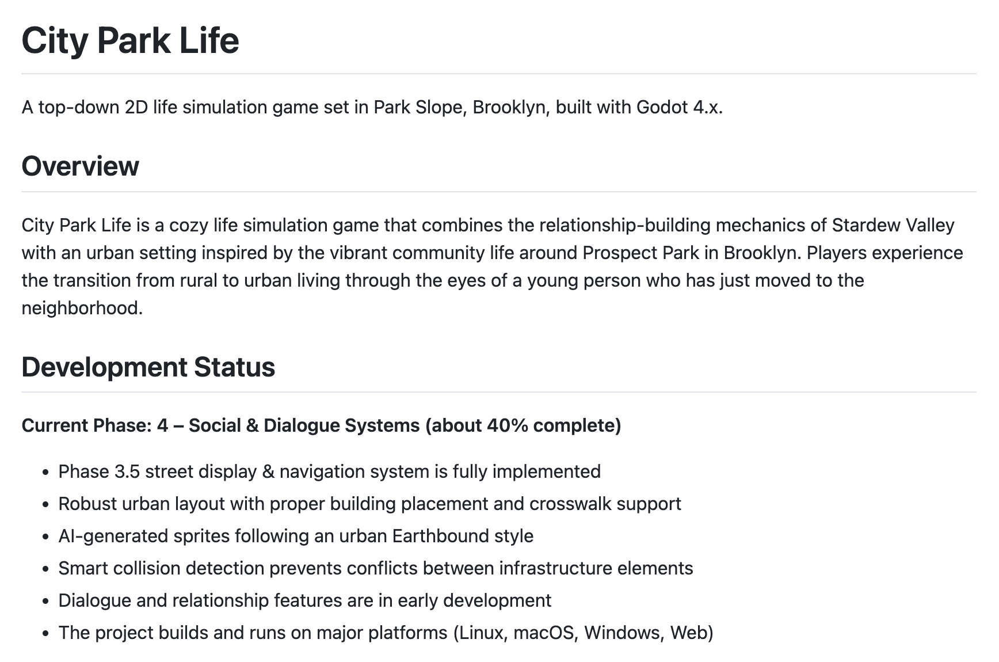 City Park Life
A top-down 2D life simulation game set in Park Slope, Brooklyn, built with Godot 4.x.
Overview
City Park Life is a cozy life simulation game that combines the relationship-building mechanics of Stardew Valley
with an urban setting inspired by the vibrant community life around Prospect Park in Brooklyn. Players experience
the transition from rural to urban living through the eyes of a young person who has just moved to the
neighborhood.
Development Status
Current Phase: 4 – Social & Dialogue Systems (about 40% complete)
• Phase 3.5 street display & navigation system is fully implemented
• Robust urban layout with proper building placement and crosswalk support
• AI-generated sprites following an urban Earthbound style
• Smart collision detection prevents conflicts between infrastructure elements
• Dialogue and relationship features are in early development
• The project builds and runs on major platforms (Linux, macOS, Windows, Web)